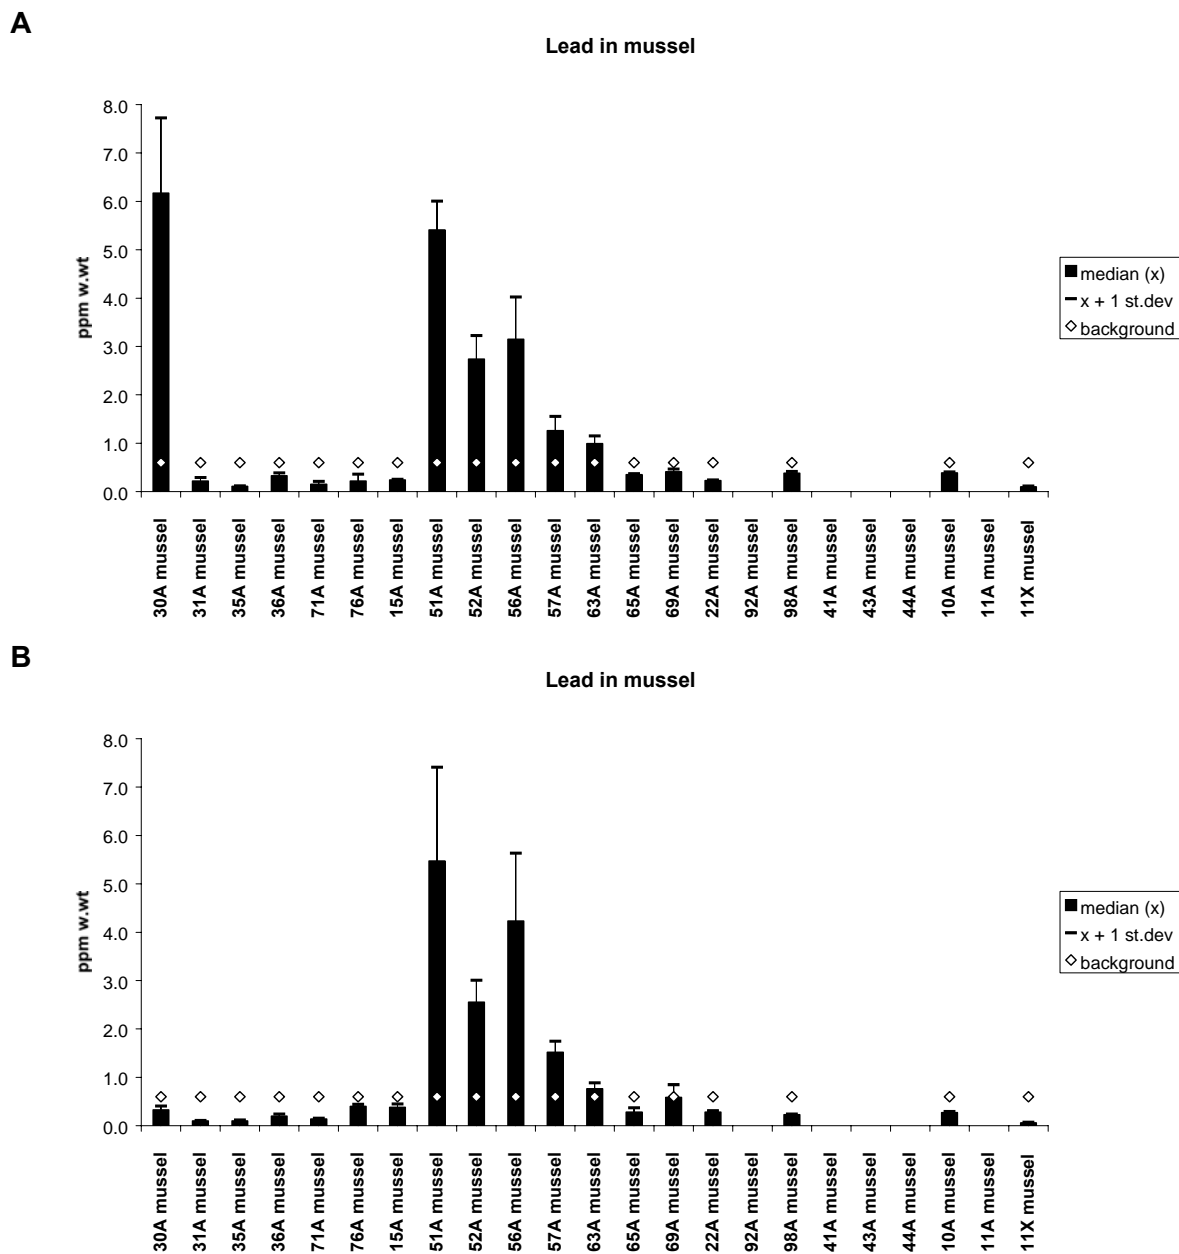 A
Lead in mussel
8.0
7.0
6.0
5.0
4.0
3.0
2.0
1.0
0.0
ppm w.wt
30A mussel
31A mussel
35A mussel
36A mussel
71A mussel
76A mussel
15A mussel
51A mussel
52A mussel
56A mussel
57A mussel
63A mussel
65A mussel
69A mussel
22A mussel
92A mussel
98A mussel
41A mussel
43A mussel
44A mussel
10A mussel
11A mussel
11X mussel
median (x)
x + 1 st.dev
background
B
Lead in mussel
8.0
7.0
6.0
5.0
4.0
3.0
2.0
1.0
0.0
ppm w.wt
30A mussel
31A mussel
35A mussel
36A mussel
71A mussel
76A mussel
15A mussel
51A mussel
52A mussel
56A mussel
57A mussel
63A mussel
65A mussel
69A mussel
22A mussel
92A mussel
98A mussel
41A mussel
43A mussel
44A mussel
10A mussel
11A mussel
11X mussel
median (x)
x + 1 st.dev
background